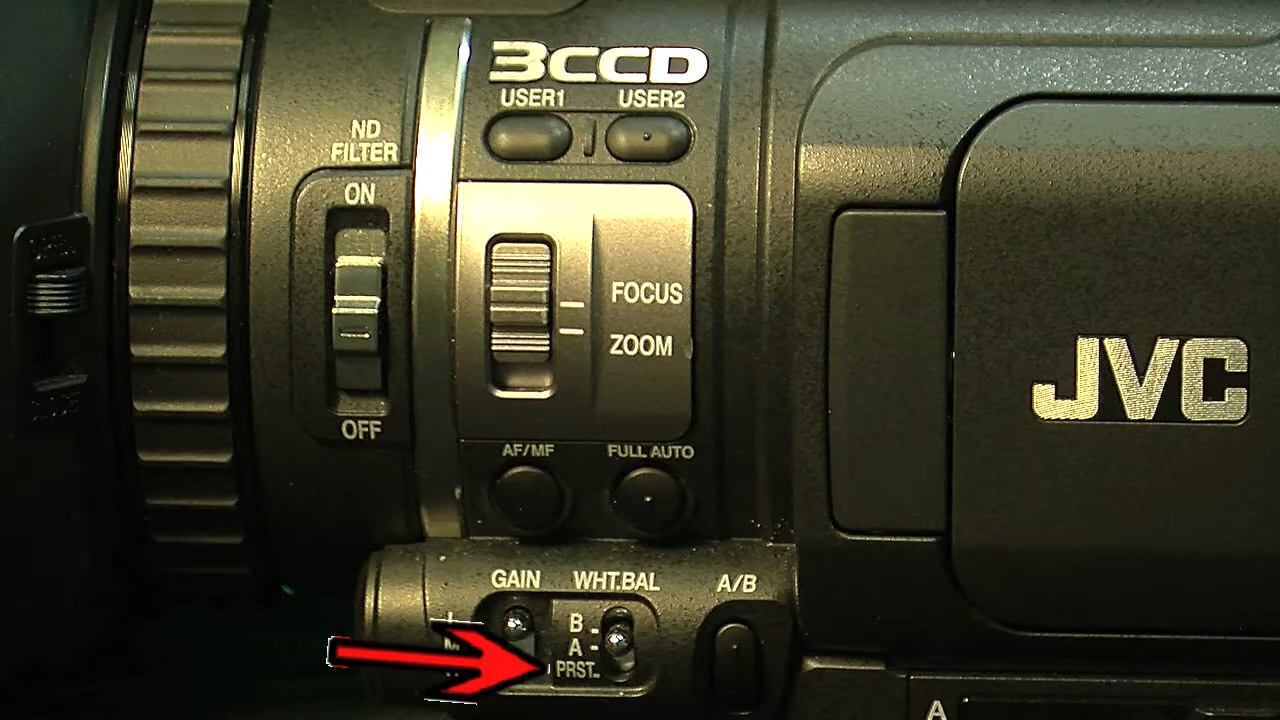 3CCD
USER1 USER2
ND
FILTER
ON
FOCUS
ZOOM
JVC
OFF
AF/MF FULL AUTO
GAIN WHT.BAL A/B
L B
M A
PRST
A